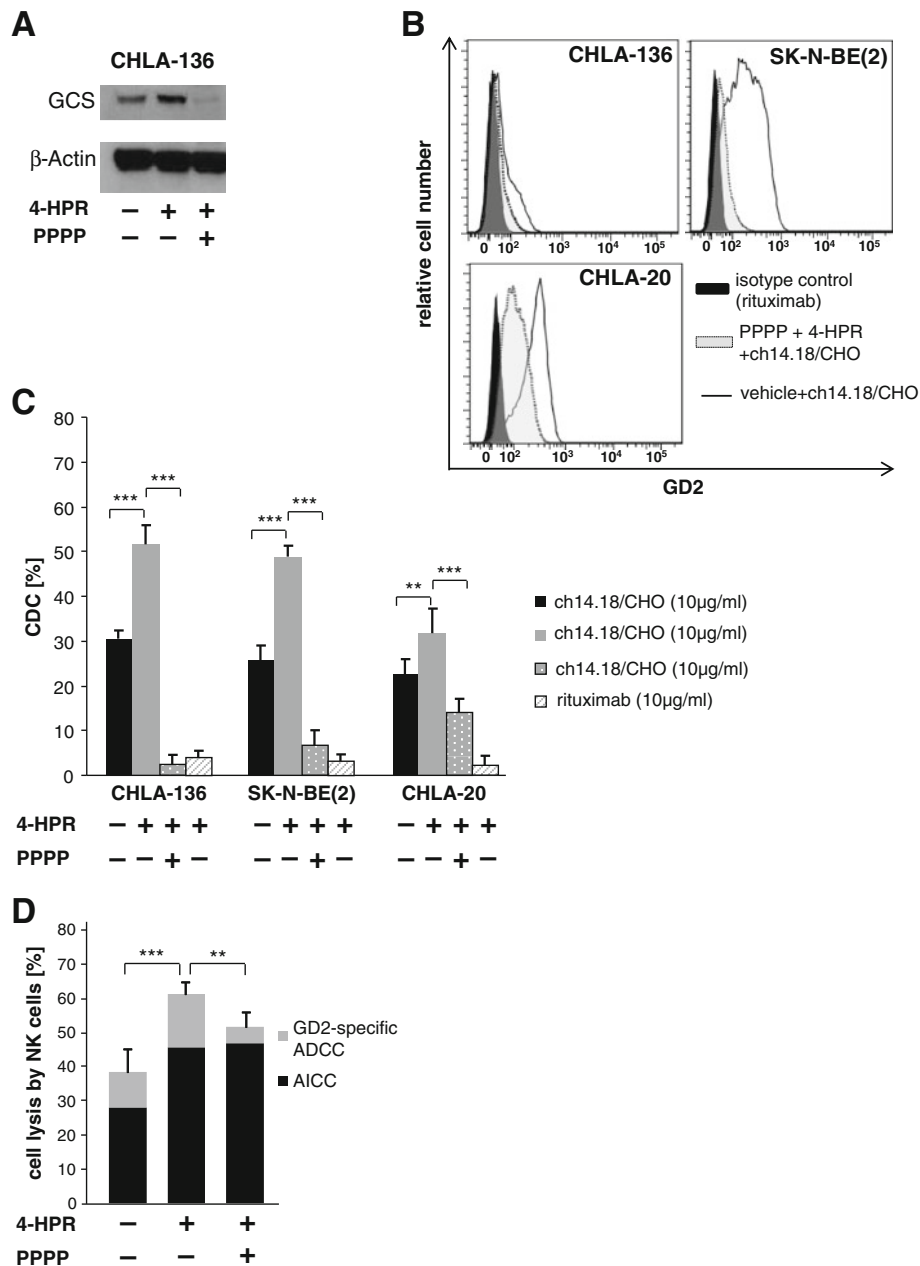 A
CHLA-136
GCS
β-Actin
4-HPR − + +
PPPP − − +
B
CHLA-136
SK-N-BE(2)
0 10² 10³ 10⁴ 10⁵
0 10² 10³ 10⁴ 10⁵
relative cell number
CHLA-20
0 10² 10³ 10⁴ 10⁵
GD2
isotype control
(rituximab)
PPPP + 4-HPR
+ch14.18/CHO
vehicle+ch14.18/CHO
C
CDC [%]
80
70
60
50
40
30
20
10
0
*** ***
*** ***
** ***
CHLA-136 SK-N-BE(2) CHLA-20
4-HPR − + + + − + + + − + + +
PPPP − − + − − − + − − − + −
ch14.18/CHO (10µg/ml)
ch14.18/CHO (10µg/ml)
ch14.18/CHO (10µg/ml)
rituximab (10µg/ml)
D
cell lysis by NK cells [%]
80
70
60
50
40
30
20
10
0
*** **
GD2-specific
ADCC
AICC
4-HPR − + +
PPPP − − +